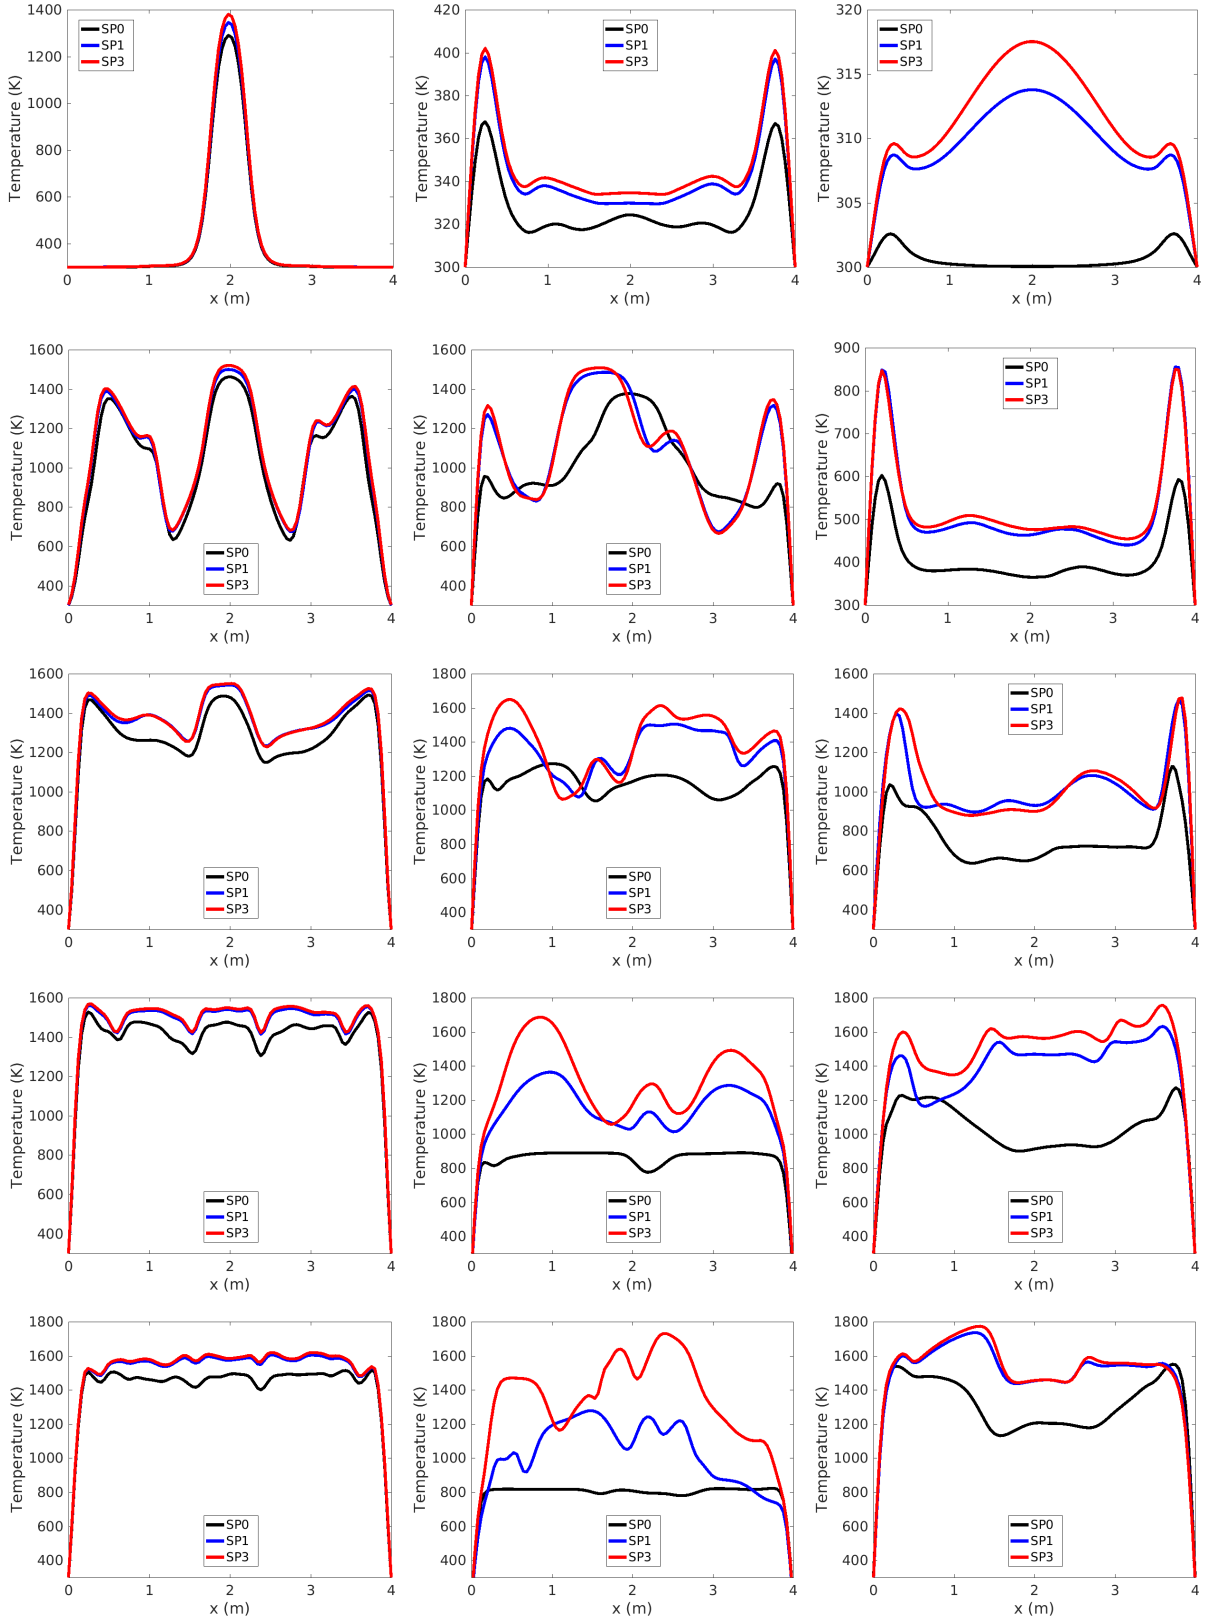 1400
1200
1000
800
600
400
0 1 2 3 4
Temperature (K)
x (m)
SP0
SP1
SP3
420
400
380
360
340
320
300
0 1 2 3 4
Temperature (K)
x (m)
SP0
SP1
SP3
320
315
310
305
300
0 1 2 3 4
Temperature (K)
x (m)
SP0
SP1
SP3
1600
1400
1200
1000
800
600
400
0 1 2 3 4
Temperature (K)
x (m)
SP0
SP1
SP3
1600
1400
1200
1000
800
600
400
0 1 2 3 4
Temperature (K)
x (m)
SP0
SP1
SP3
900
800
700
600
500
400
300
0 1 2 3 4
Temperature (K)
x (m)
SP0
SP1
SP3
1600
1400
1200
1000
800
600
400
0 1 2 3 4
Temperature (K)
x (m)
SP0
SP1
SP3
1800
1600
1400
1200
1000
800
600
400
0 1 2 3 4
Temperature (K)
x (m)
SP0
SP1
SP3
1600
1400
1200
1000
800
600
400
0 1 2 3 4
Temperature (K)
x (m)
SP0
SP1
SP3
1600
1400
1200
1000
800
600
400
0 1 2 3 4
Temperature (K)
x (m)
SP0
SP1
SP3
1800
1600
1400
1200
1000
800
600
400
0 1 2 3 4
Temperature (K)
x (m)
SP0
SP1
SP3
1800
1600
1400
1200
1000
800
600
400
0 1 2 3 4
Temperature (K)
x (m)
SP0
SP1
SP3
1800
1600
1400
1200
1000
800
600
400
0 1 2 3 4
Temperature (K)
x (m)
SP0
SP1
SP3
1800
1600
1400
1200
1000
800
600
400
0 1 2 3 4
Temperature (K)
x (m)
SP0
SP1
SP3
1800
1600
1400
1200
1000
800
600
400
0 1 2 3 4
Temperature (K)
x (m)
SP0
SP1
SP3